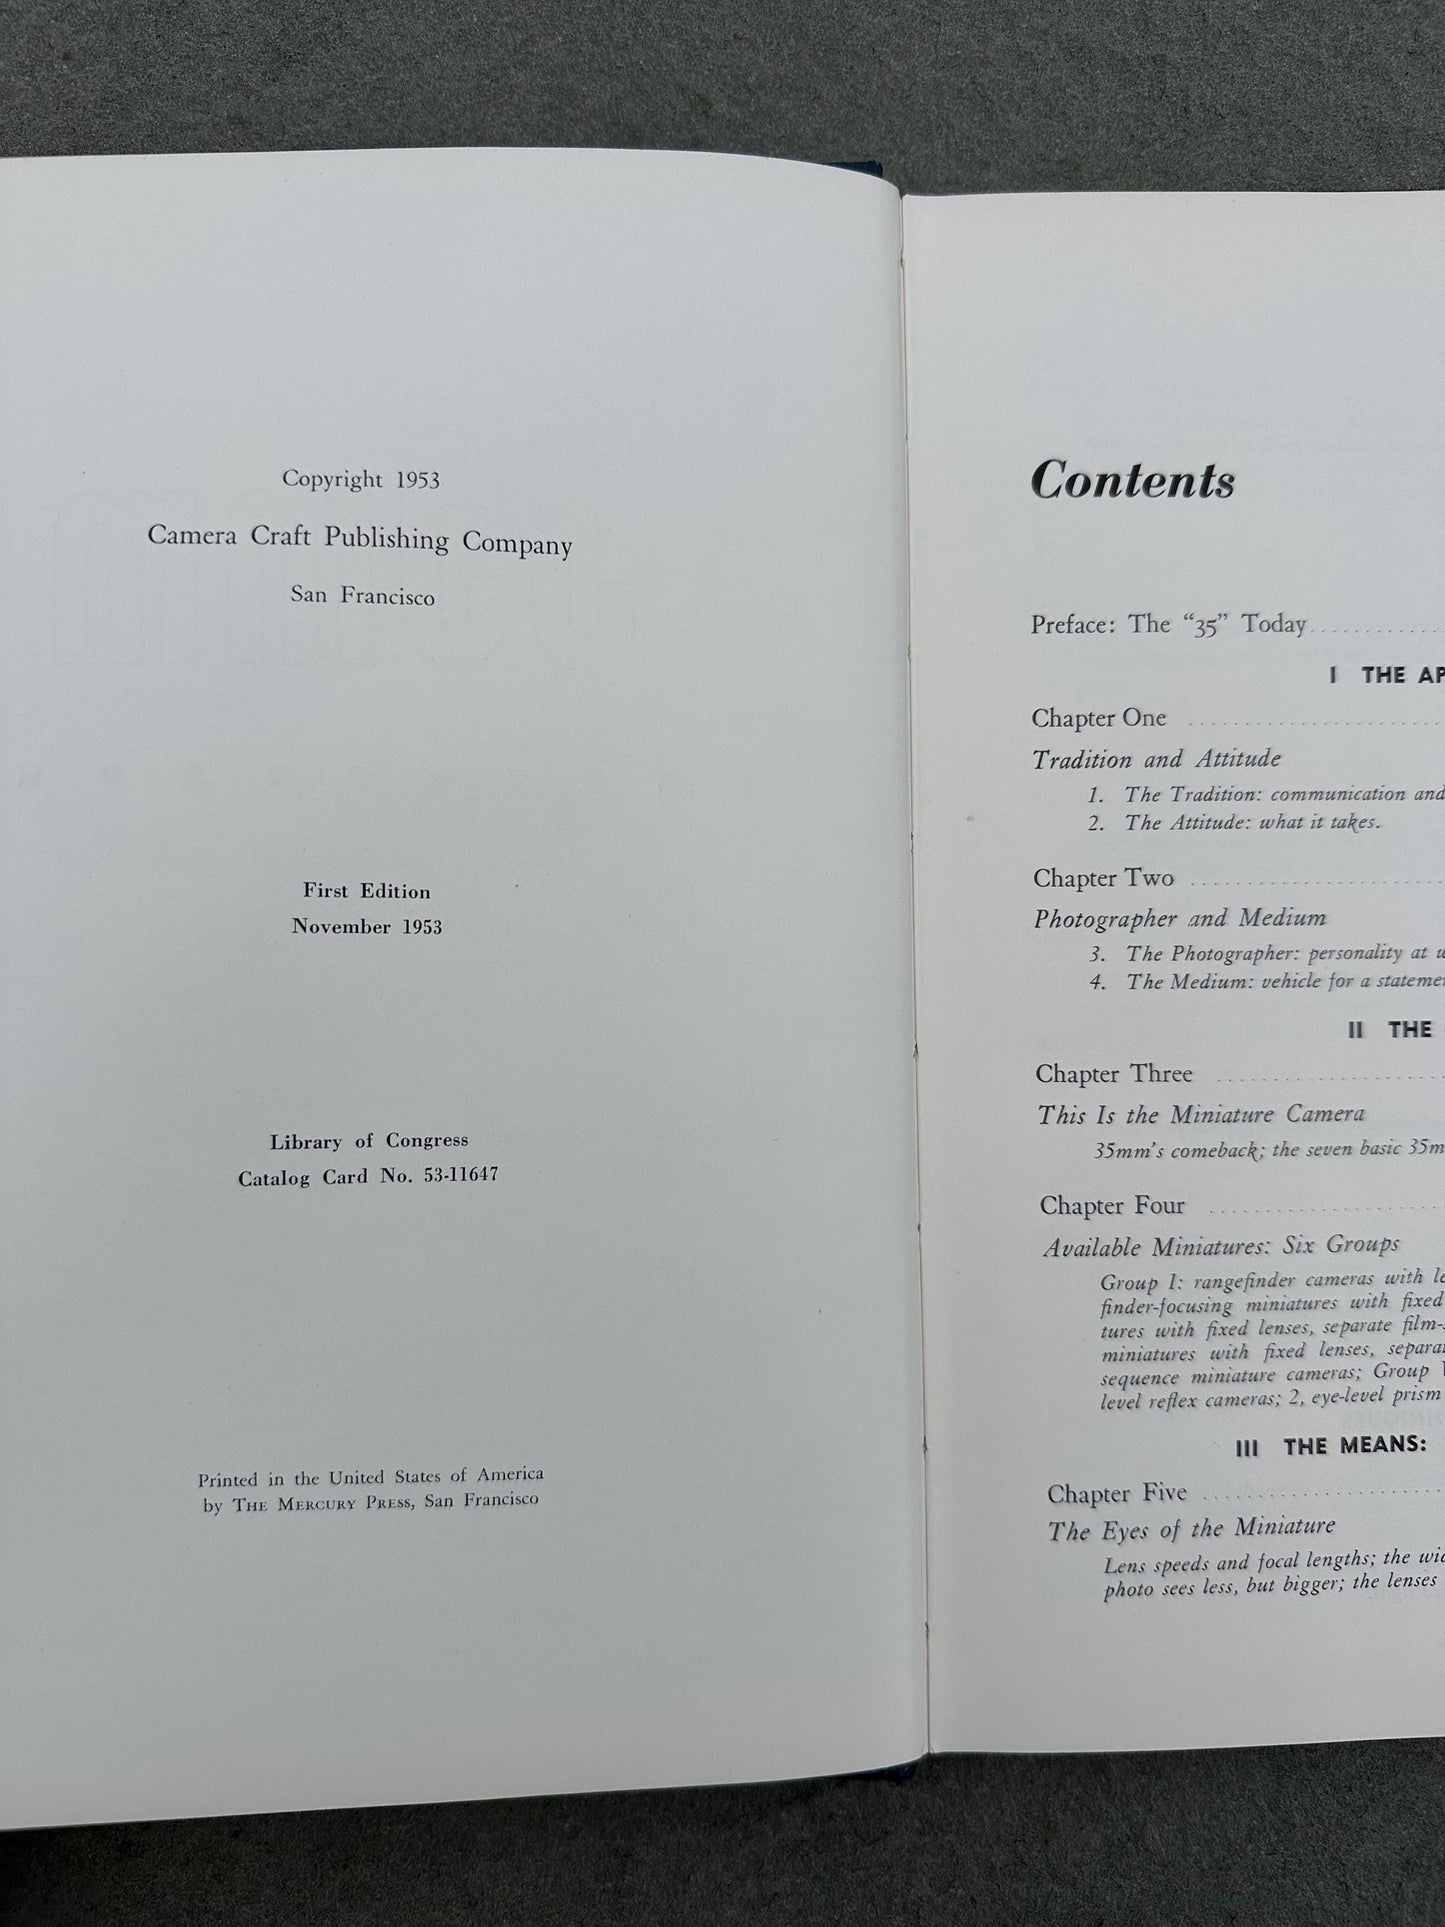 Copyright 1953
Camera Craft Publishing Company
San Francisco
First Edition
November 1953
Library of Congress
Catalog Card No. 53-11647
Printed in the United States of America
by THE MERCURY PRESS, San Francisco
Contents
Preface: The “35” Today
I THE AP
Chapter One
Tradition and Attitude
1. The Tradition: communication and
2. The Attitude: what it takes.
Chapter Two
Photographer and Medium
3. The Photographer: personality at
4. The Medium: vehicle for a stateme
II THE
Chapter Three
This Is the Miniature Camera
35mm's comeback; the seven basic 35m
Chapter Four
Available Miniatures: Six Groups
Group I: rangefinder cameras with le
finder-focusing miniatures with fixed
tures with fixed lenses, separate film-
miniatures with fixed lenses, separa
sequence miniature cameras; Group
level reflex cameras; 2, eye-level prism
III THE MEANS:
Chapter Five
The Eyes of the Miniature
Lens speeds and focal lengths; the wid
photo sees less, but bigger; the lenses